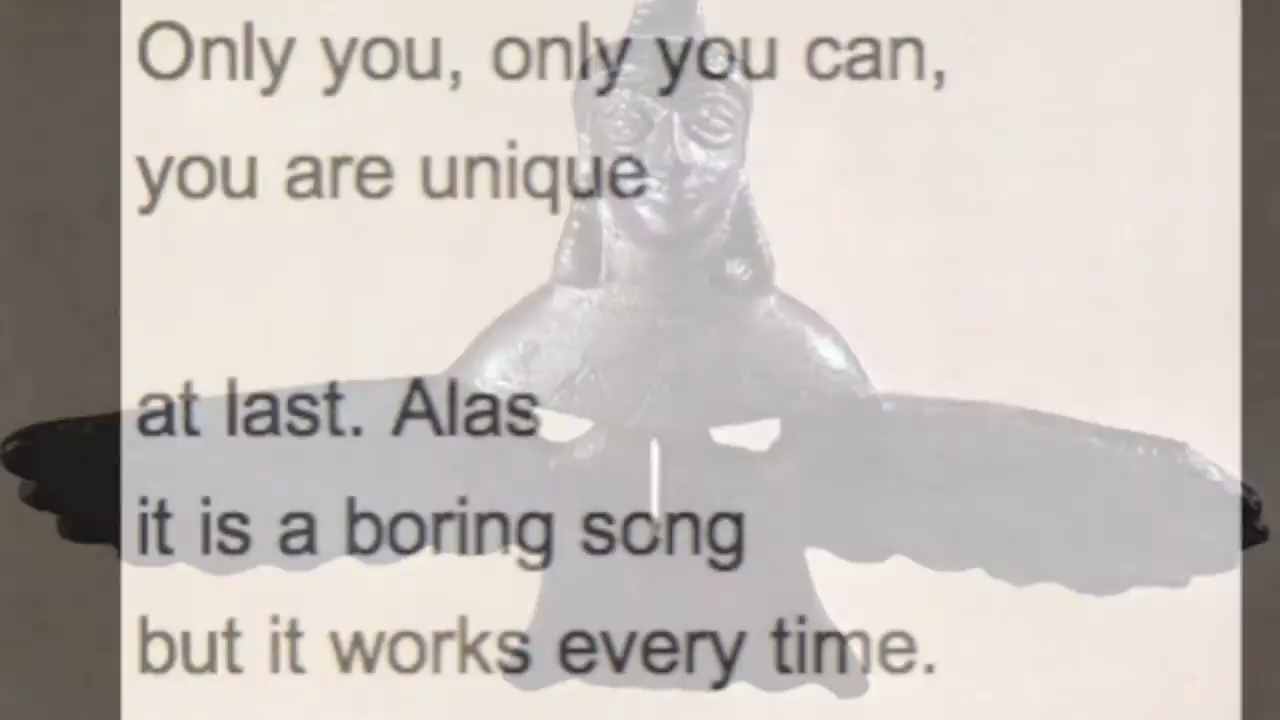 Only you, only you can,
you are unique
at last. Alas
it is a boring song
but it works every time.